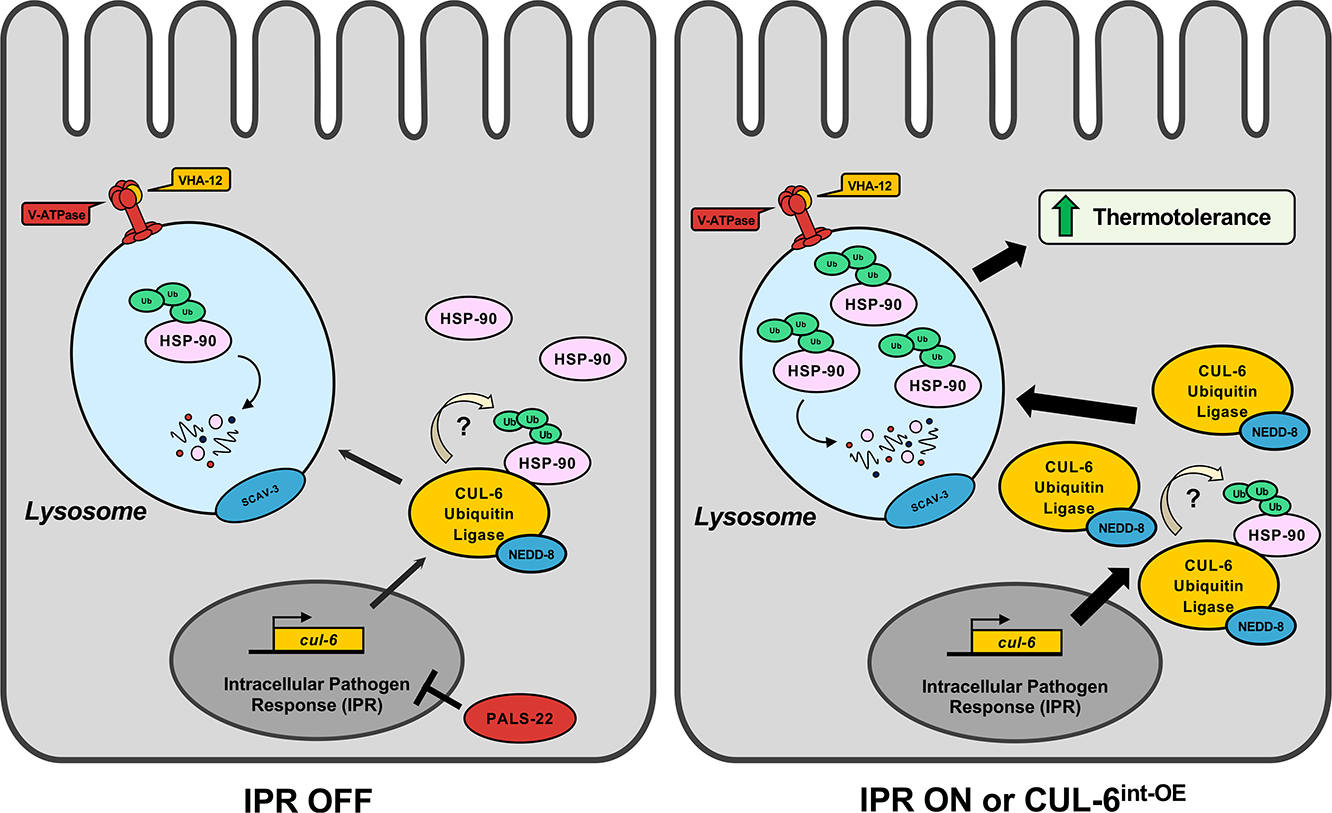 VHA-12
V-ATPase
Ub
Ub
Ub
HSP-90
HSP-90
HSP-90
?
Ub
Ub
Ub
HSP-90
SCAV-3
Lysosome
CUL-6
Ubiquitin
Ligase
NEDD-8
cul-6
Intracellular Pathogen
Response (IPR)
PALS-22
IPR OFF
VHA-12
V-ATPase
Thermotolerance
Ub
Ub
Ub
HSP-90
Ub
Ub
Ub
HSP-90
Ub
Ub
Ub
HSP-90
SCAV-3
Lysosome
CUL-6
Ubiquitin
Ligase
NEDD-8
CUL-6
Ubiquitin
Ligase
NEDD-8
?
Ub
Ub
Ub
HSP-90
CUL-6
Ubiquitin
Ligase
NEDD-8
cul-6
Intracellular Pathogen
Response (IPR)
IPR ON or CUL-6int-OE